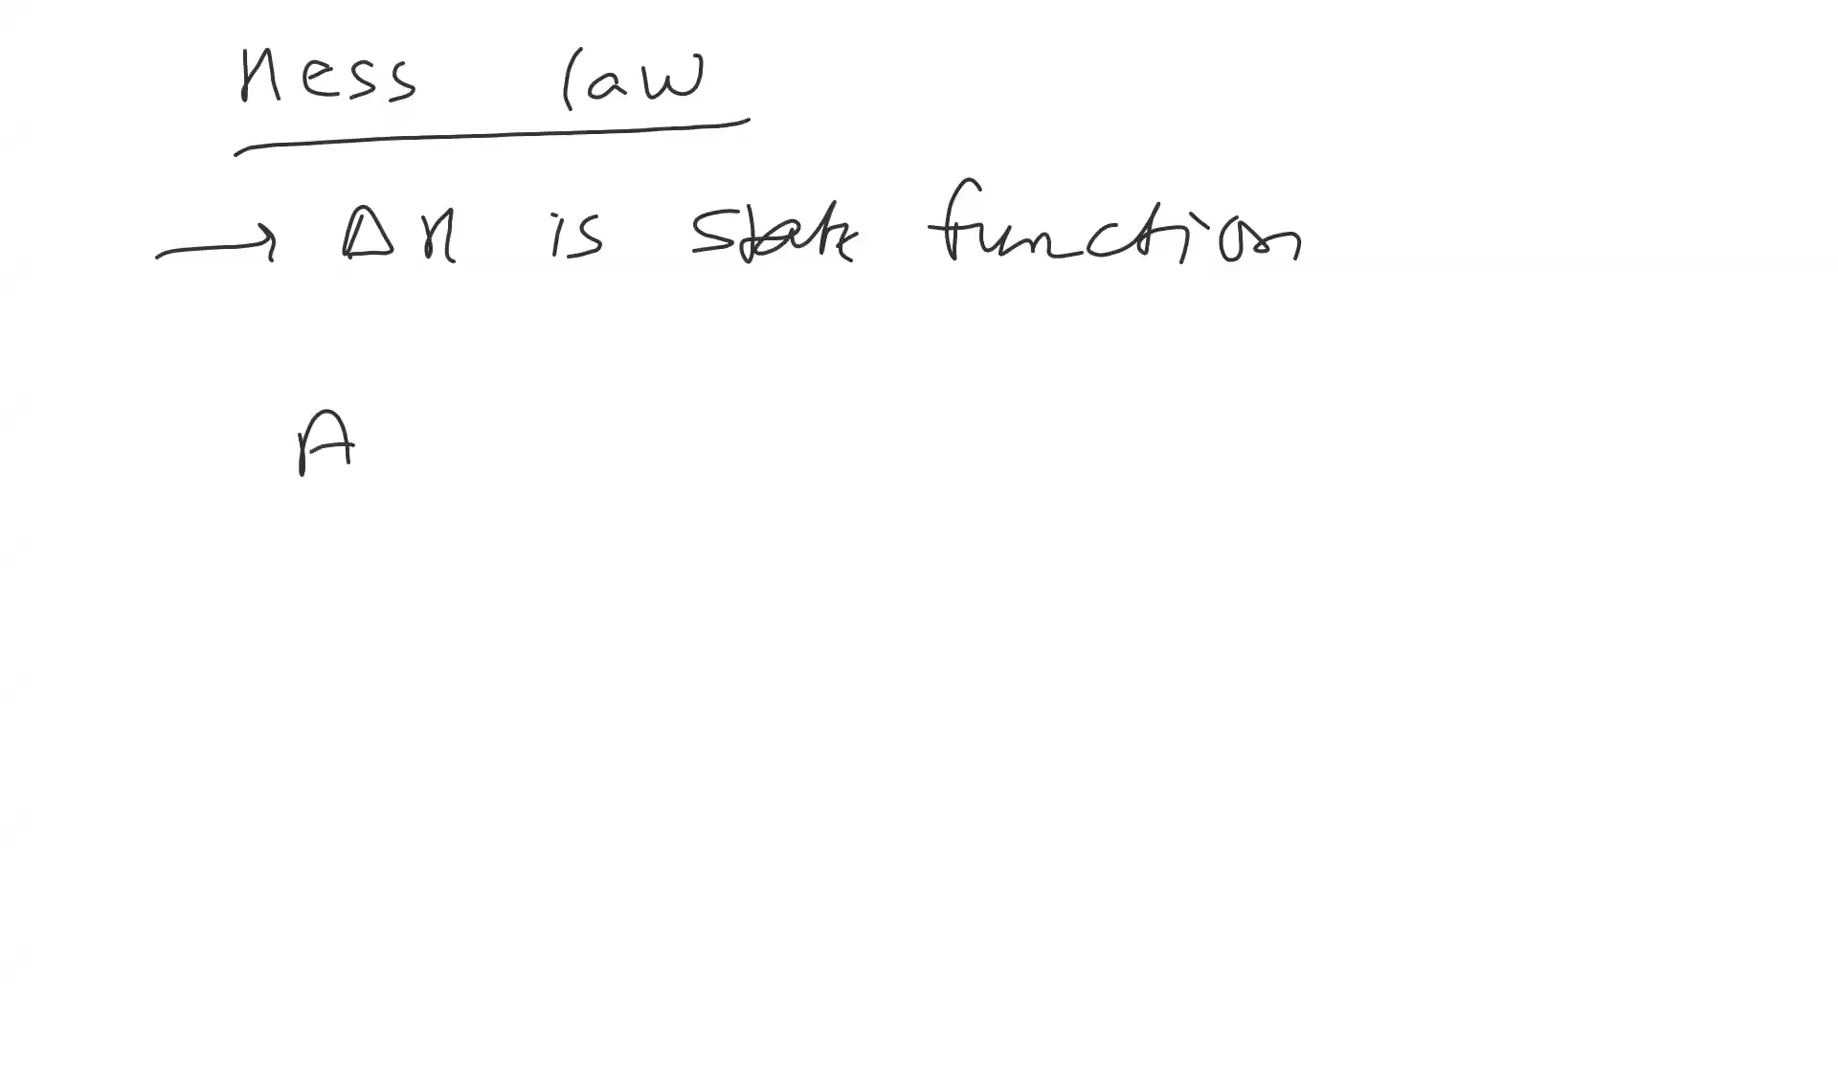 Hess law
→ ΔH is state function
A